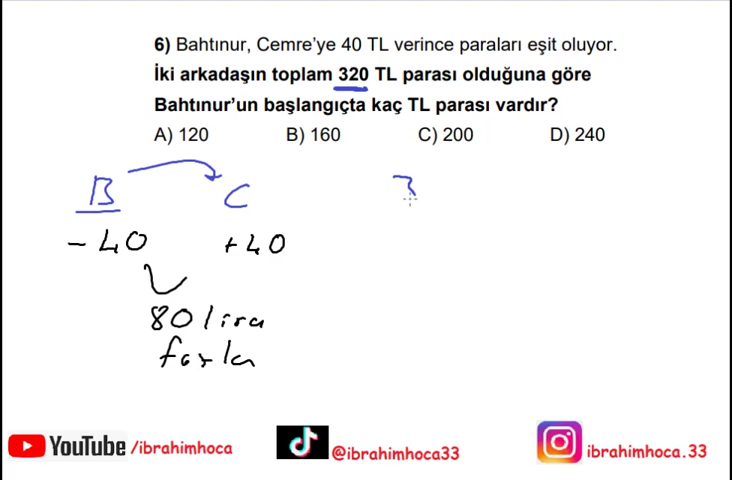 6) Bahtınur, Cemre'ye 40 TL verince paraları eşit oluyor.
İki arkadaşın toplam 320 TL parası olduğuna göre
Bahtınur'un başlangıçta kaç TL parası vardır?
A) 120 B) 160 C) 200 D) 240
B C
- 40 + 40
80 lira
fark
YouTube /ibrahimhoca
@ibrahimhoca33
ibrahimhoca.33